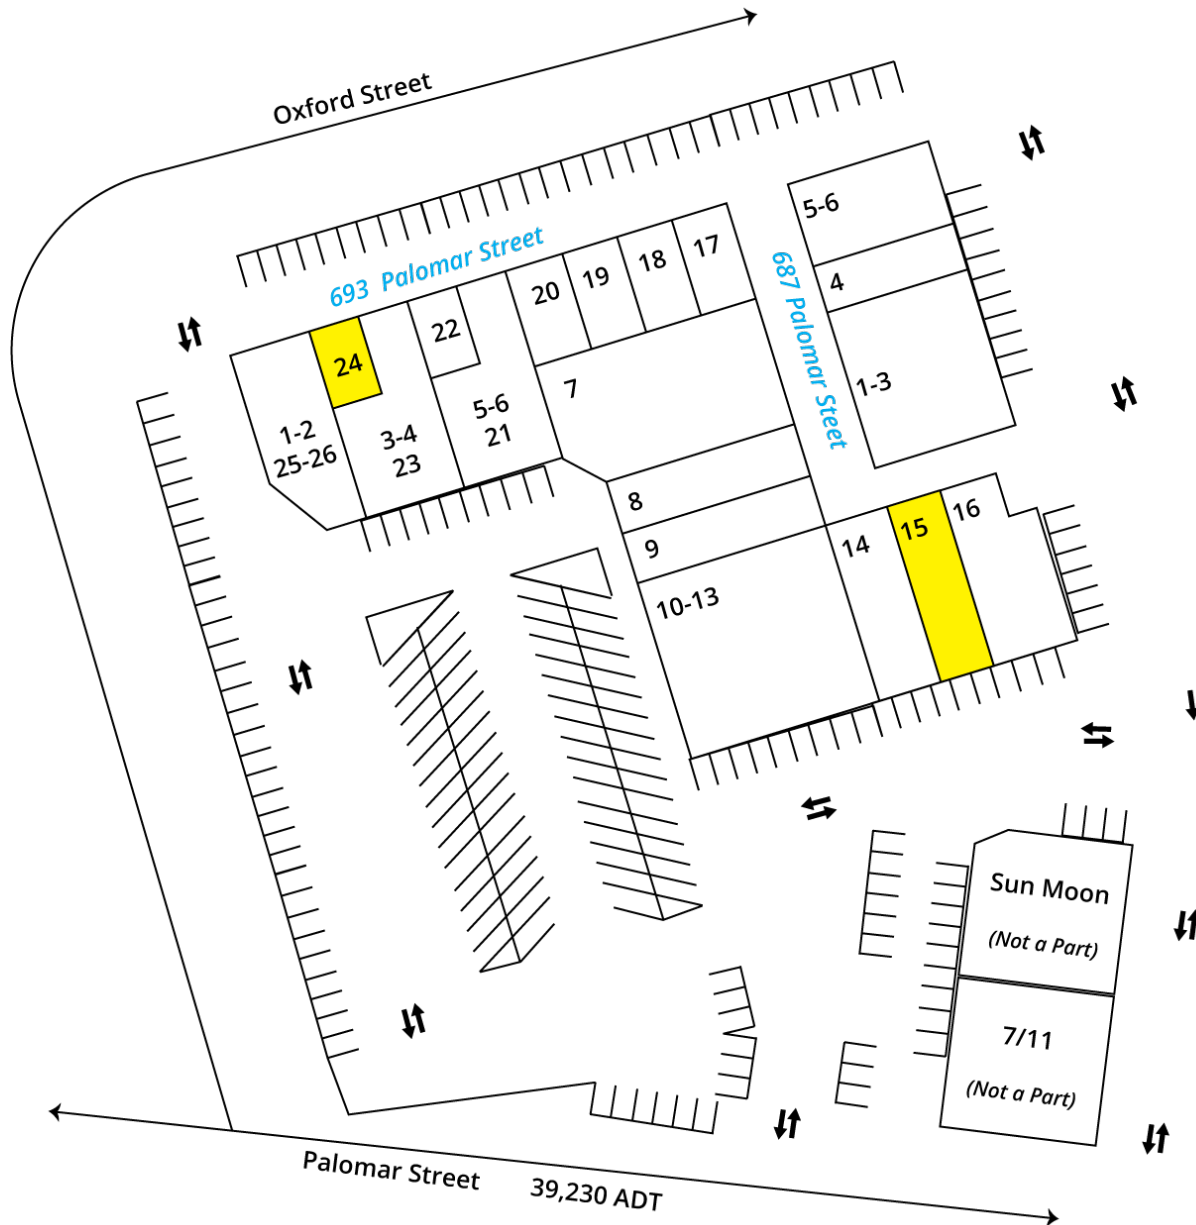 Oxford Street
693 Palomar Street
687 Palomar Steet
5-6
4
1-3
17
18
19
20
22
24
1-2
25-26
3-4
23
5-6
21
7
8
9
10-13
14
15
16
Sun Moon
(Not a Part)
7/11
(Not a Part)
Palomar Street
39,230 ADT